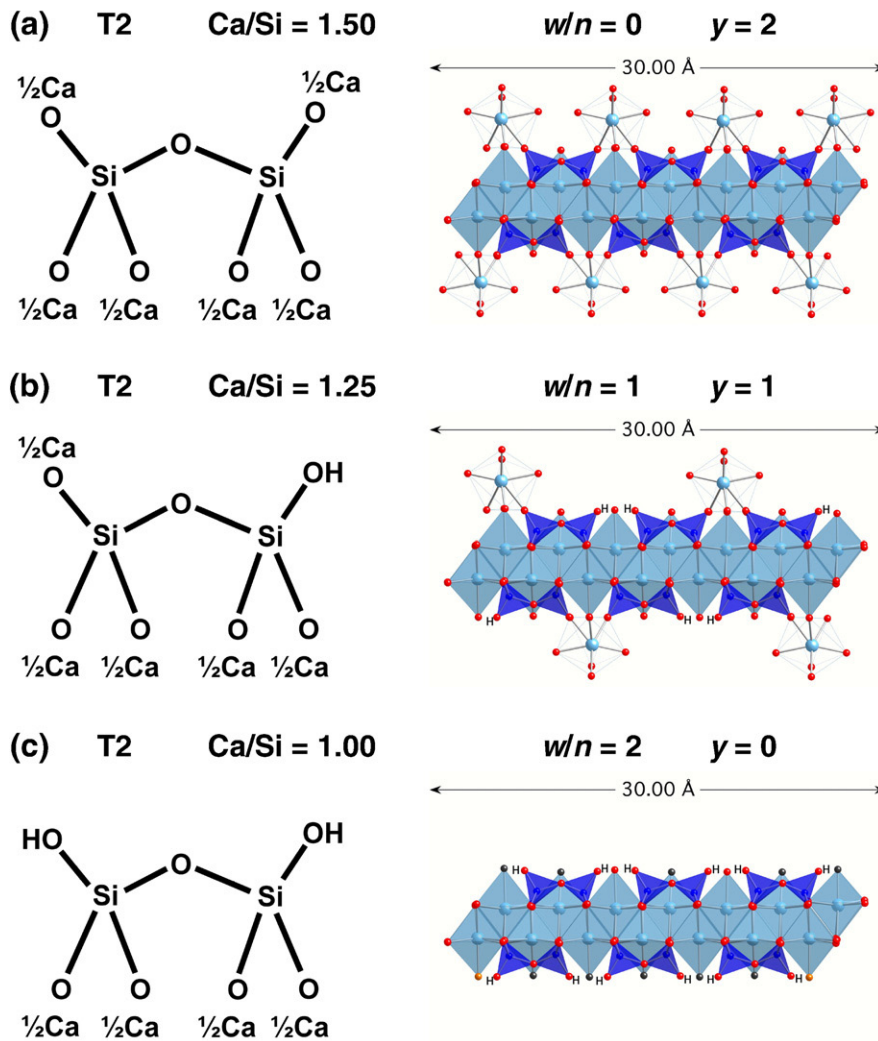 (a) T2 Ca/Si = 1.50 w/n = 0 y = 2
30.00 Å
½Ca ½Ca
O O
O
Si Si
O O O O
½Ca ½Ca ½Ca ½Ca
(b) T2 Ca/Si = 1.25 w/n = 1 y = 1
30.00 Å
½Ca
O OH
O
Si Si
O O O O
½Ca ½Ca ½Ca ½Ca
H H H
H H H
(c) T2 Ca/Si = 1.00 w/n = 2 y = 0
30.00 Å
HO OH
O
Si Si
O O O O
½Ca ½Ca ½Ca ½Ca
H H H H H H
H H H H H H